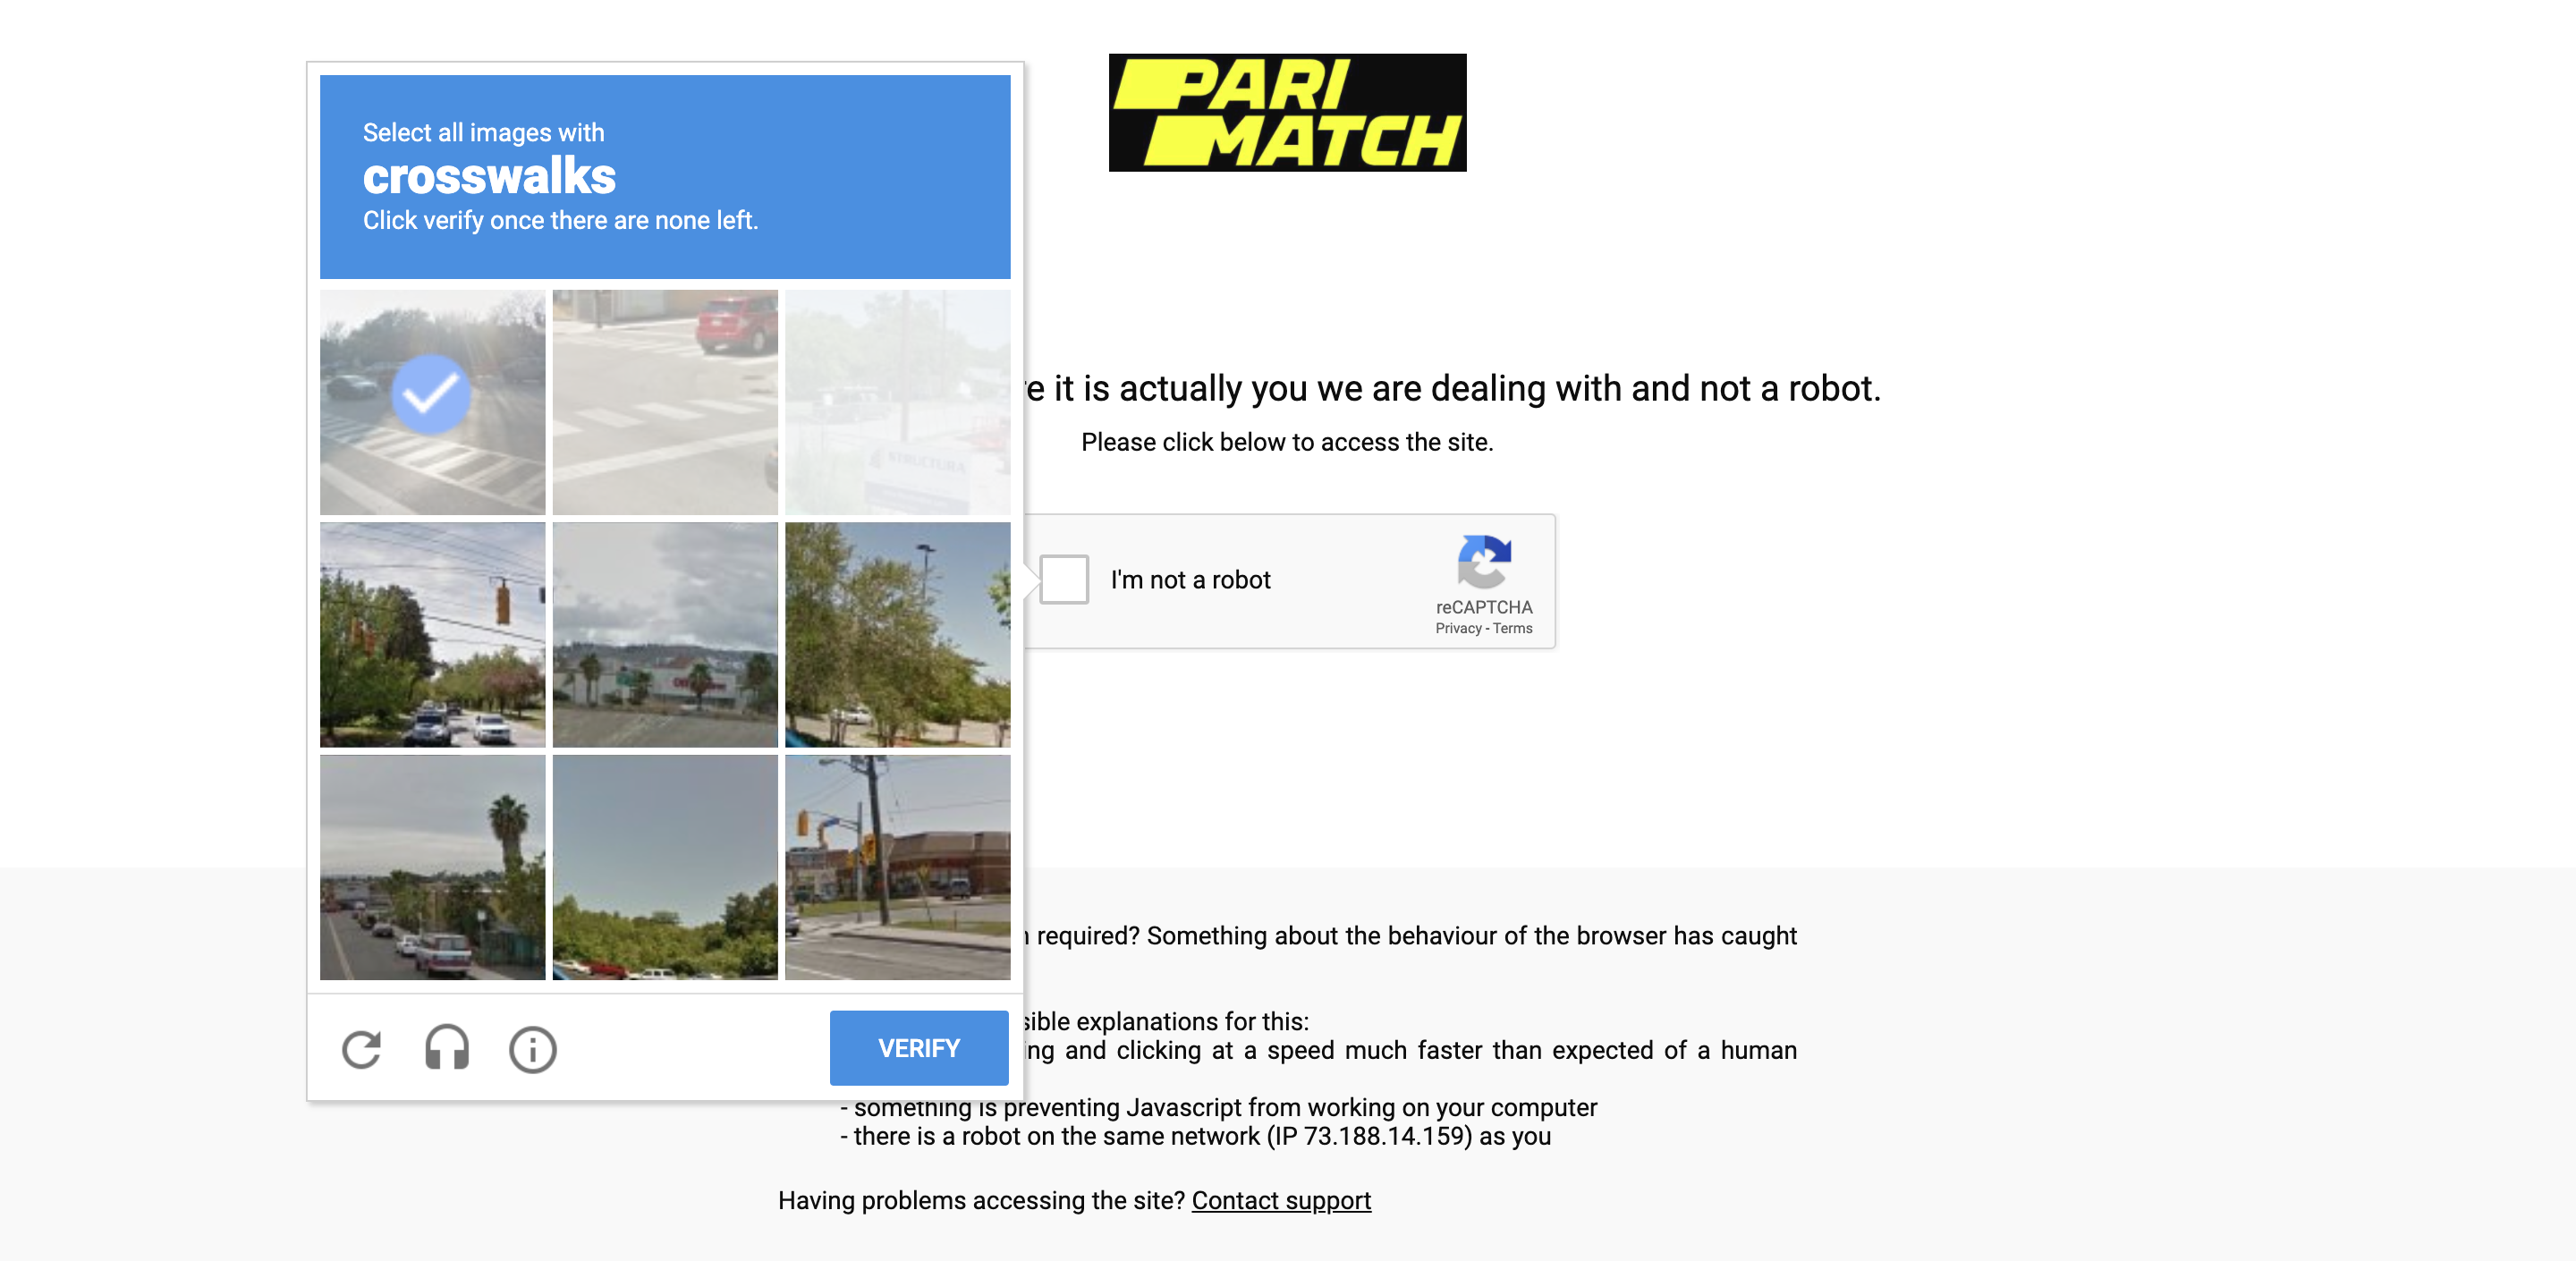 PARI
MATCH
Select all images with
crosswalks
Click verify once there are none left.
re it is actually you we are dealing with and not a robot.
Please click below to access the site.
STRUCTURA
I'm not a robot
reCAPTCHA
Privacy - Terms
required? Something about the behaviour of the browser has caught
sible explanations for this:
ing and clicking at a speed much faster than expected of a human
VERIFY
- something is preventing Javascript from working on your computer
- there is a robot on the same network (IP 73.188.14.159) as you
Having problems accessing the site? Contact support